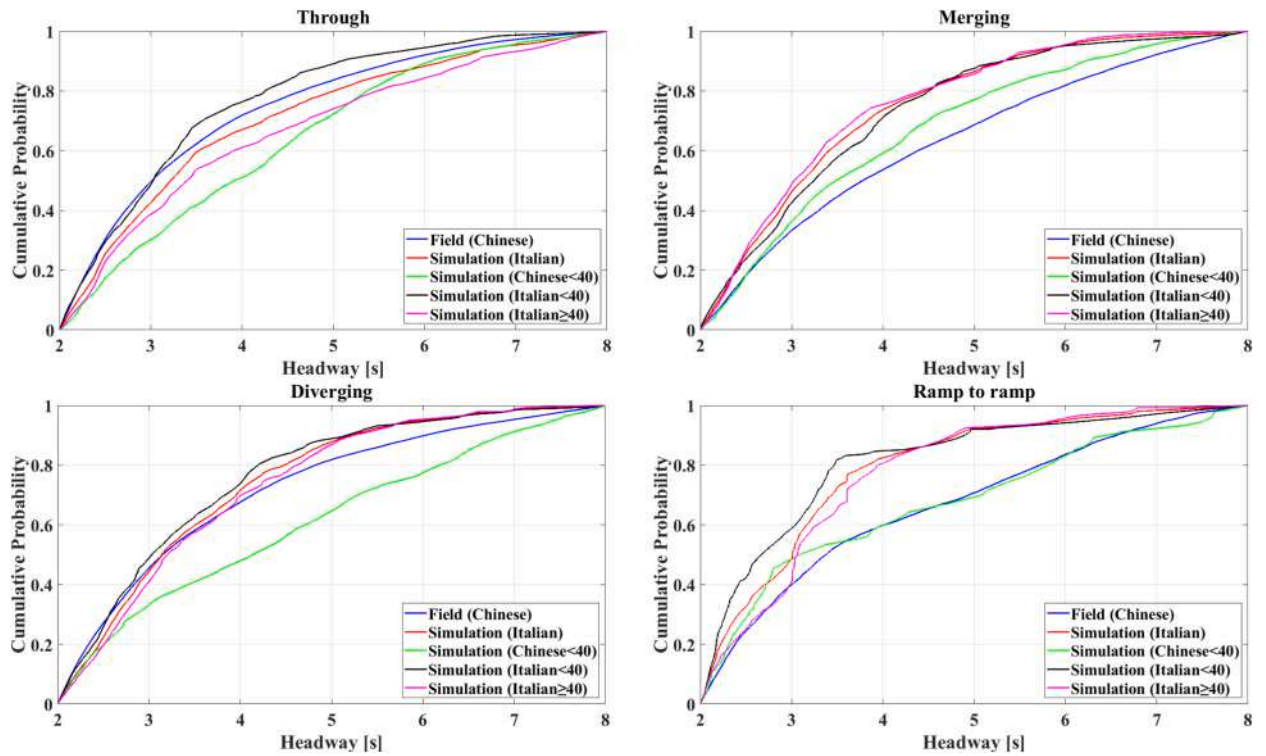 Through
1
0.8
0.6
0.4
0.2
0
Cumulative Probability
Field (Chinese)
Simulation (Italian)
Simulation (Chinese<40)
Simulation (Italian<40)
Simulation (Italian≥40)
2 3 4 5 6 7 8
Headway [s]
Merging
1
0.8
0.6
0.4
0.2
0
Cumulative Probability
Field (Chinese)
Simulation (Italian)
Simulation (Chinese<40)
Simulation (Italian<40)
Simulation (Italian≥40)
2 3 4 5 6 7 8
Headway [s]
Diverging
1
0.8
0.6
0.4
0.2
0
Cumulative Probability
Field (Chinese)
Simulation (Italian)
Simulation (Chinese<40)
Simulation (Italian<40)
Simulation (Italian≥40)
2 3 4 5 6 7 8
Headway [s]
Ramp to ramp
1
0.8
0.6
0.4
0.2
0
Cumulative Probability
Field (Chinese)
Simulation (Italian)
Simulation (Chinese<40)
Simulation (Italian<40)
Simulation (Italian≥40)
2 3 4 5 6 7 8
Headway [s]